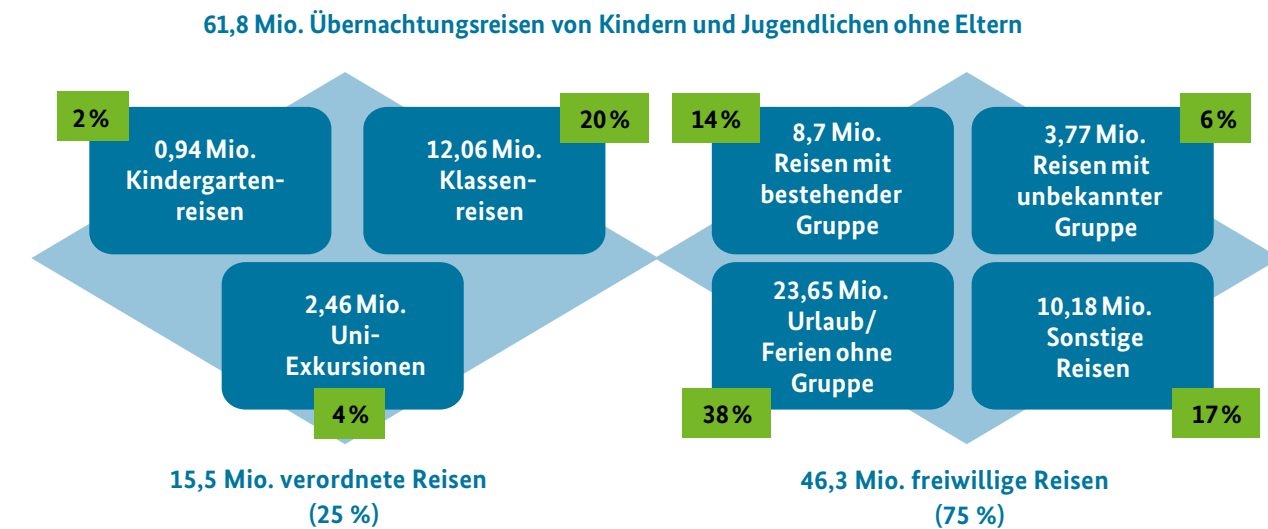 61,8 Mio. Übernachtungsreisen von Kindern und Jugendlichen ohne Eltern
2 %
0,94 Mio.
Kindergarten-
reisen
20 %
12,06 Mio.
Klassen-
reisen
2,46 Mio.
Uni-
Exkursionen
4 %
15,5 Mio. verordnete Reisen
(25 %)
14 %
8,7 Mio.
Reisen mit
bestehender
Gruppe
6 %
3,77 Mio.
Reisen mit
unbekannter
Gruppe
23,65 Mio.
Urlaub/
Ferien ohne
Gruppe
38 %
10,18 Mio.
Sonstige
Reisen
17 %
46,3 Mio. freiwillige Reisen
(75 %)